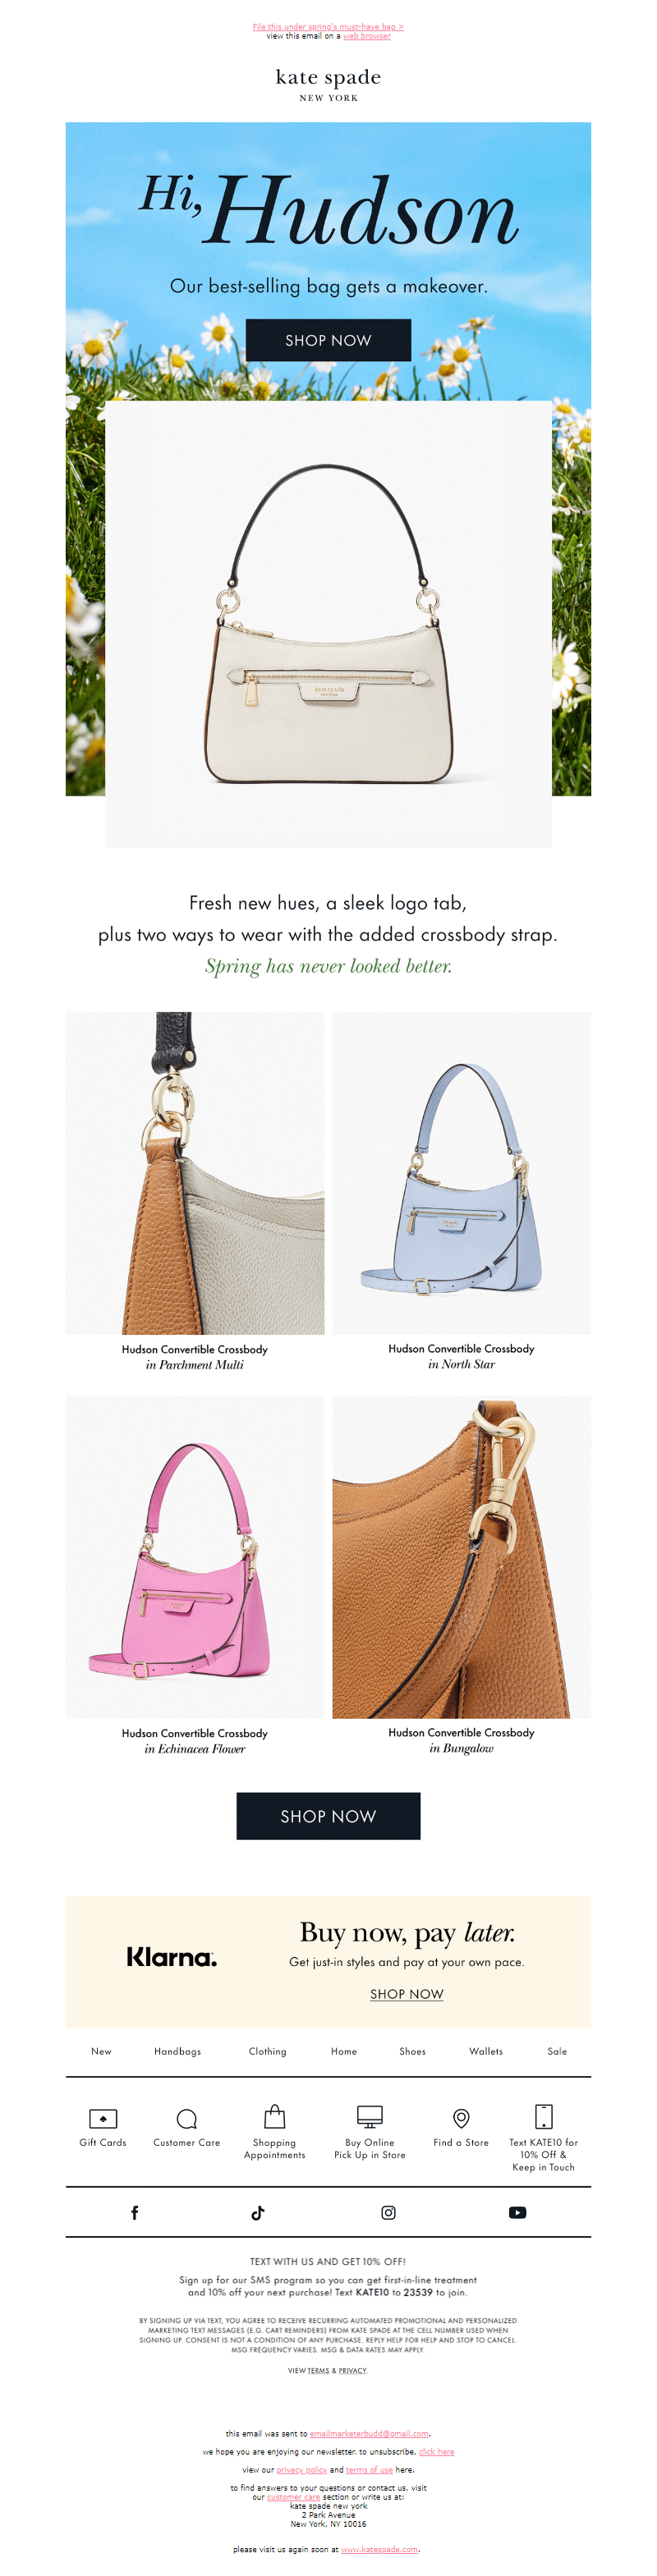 File this under spring's must-have bag >
view this email on a web browser
kate spade
NEW YORK
Hi, Hudson
Our best-selling bag gets a makeover.
SHOP NOW
kate spade
Fresh new hues, a sleek logo tab,
plus two ways to wear with the added crossbody strap.
Spring has never looked better.
Hudson Convertible Crossbody
in Parchment Multi
Hudson Convertible Crossbody
in North Star
Hudson Convertible Crossbody
in Echinacea Flower
Hudson Convertible Crossbody
in Bungalow
SHOP NOW
Klarna.
Buy now, pay later.
Get just-in styles and pay at your own pace.
SHOP NOW
New Handbags Clothing Home Shoes Wallets Sale
Gift Cards
Customer Care
Shopping
Appointments
Buy Online
Pick Up in Store
Find a Store
Text KATE10 for
10% Off &
Keep in Touch
TEXT WITH US AND GET 10% OFF!
Sign up for our SMS program so you can get first-in-line treatment
and 10% off your next purchase! Text KATE10 to 23539 to join.
BY SIGNING UP VIA TEXT, YOU AGREE TO RECEIVE RECURRING AUTOMATED PROMOTIONAL AND PERSONALIZED
MARKETING TEXT MESSAGES (E.G. CART REMINDERS) FROM KATE SPADE AT THE CELL NUMBER USED WHEN
SIGNING UP. CONSENT IS NOT A CONDITION OF ANY PURCHASE. REPLY HELP FOR HELP AND STOP TO CANCEL.
MSG FREQUENCY VARIES. MSG & DATA RATES MAY APPLY.
VIEW TERMS & PRIVACY.
this email was sent to emailmarketerbudd@gmail.com.
we hope you are enjoying our newsletter. to unsubscribe, click here
view our privacy policy and terms of use here.
to find answers to your questions or contact us, visit
our customer care section or write us at:
kate spade new york
2 Park Avenue
New York, NY 10016
please visit us again soon at www.katespade.com.